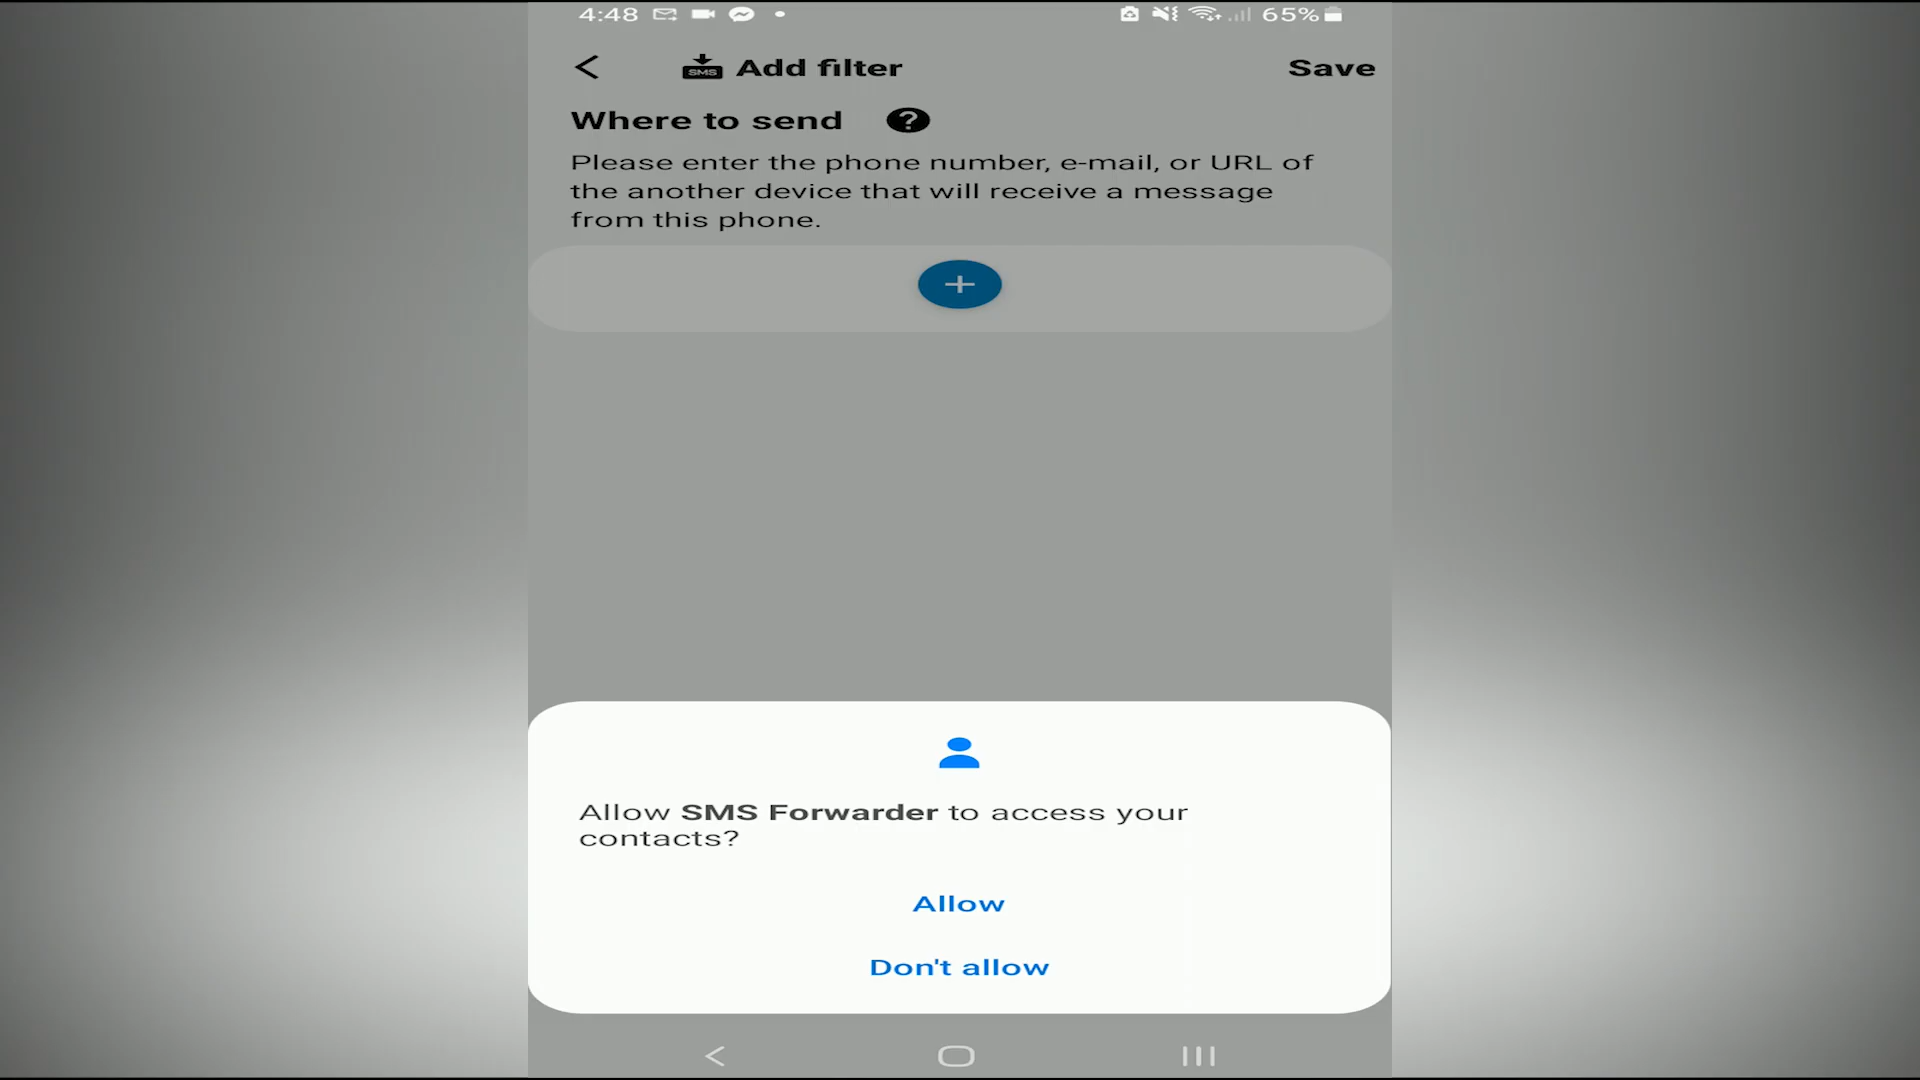 4:48 65%
SMS Add filter Save
Where to send ?
Please enter the phone number, e-mail, or URL of
the another device that will receive a message
from this phone.
Allow SMS Forwarder to access your
contacts?
Allow
Don't allow